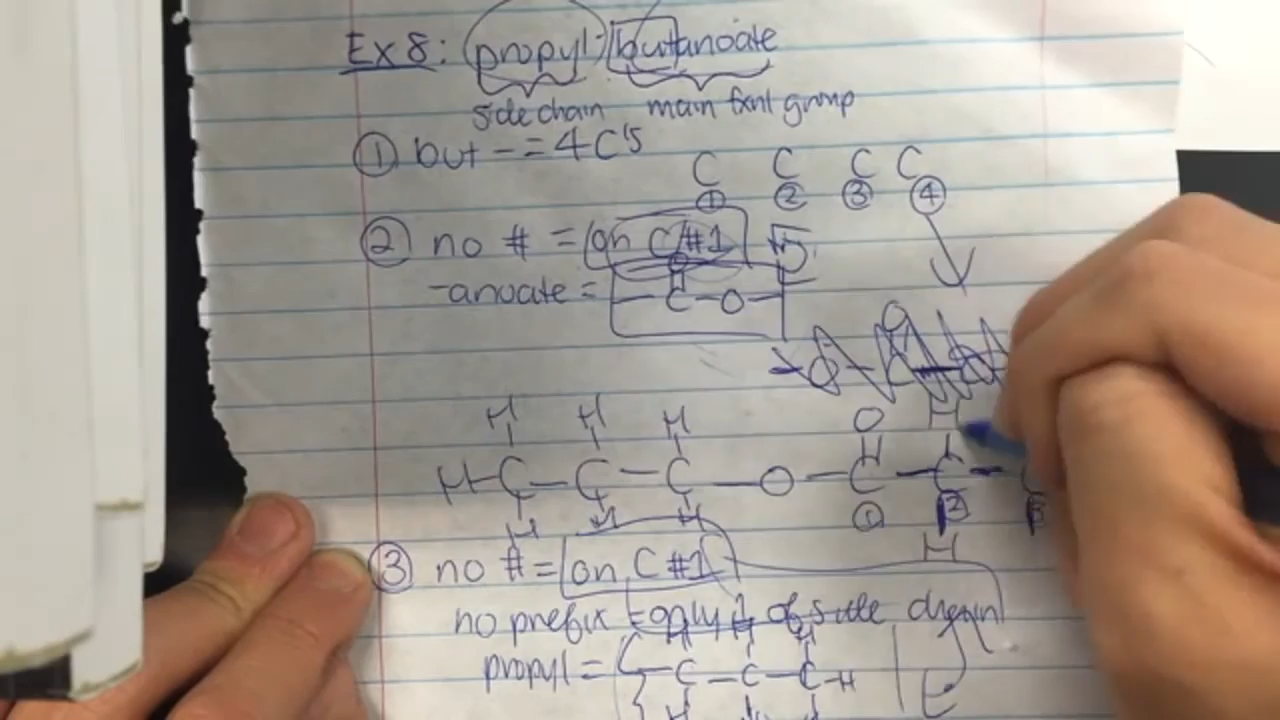 Ex 8: propyl butanoate
side chain main fxnl group
① but- = 4 C's
C C C C
① ② ③ ④
② no # = on C #1
-anoate = -C-O-
O
H H H O H
H-C-C-C-O-C-C-
H H H ① 2 3
H
③ no # = on C #1
no prefix = only 1 of side chain
H H H
propyl = -C-C-C-H
H